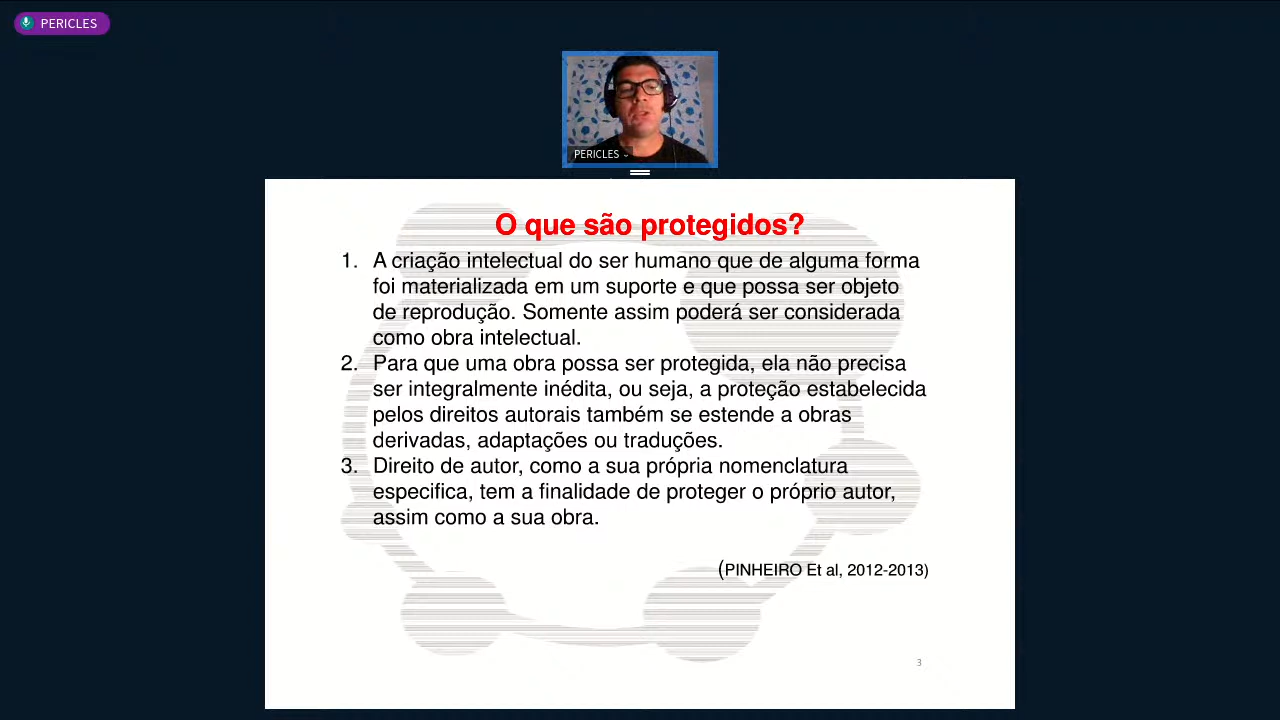 PERICLES
PERICLES
O que são protegidos?
1. A criação intelectual do ser humano que de alguma forma
foi materializada em um suporte e que possa ser objeto
de reprodução. Somente assim poderá ser considerada
como obra intelectual.
2. Para que uma obra possa ser protegida, ela não precisa
ser integralmente inédita, ou seja, a proteção estabelecida
pelos direitos autorais também se estende a obras
derivadas, adaptações ou traduções.
3. Direito de autor, como a sua própria nomenclatura
especifica, tem a finalidade de proteger o próprio autor,
assim como a sua obra.
(PINHEIRO Et al, 2012-2013)
3